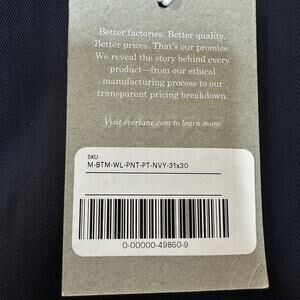 Better factories. Better quality.
Better prices. That's our promise.
We reveal the story behind every
product—from our ethical
manufacturing process to our
transparent pricing breakdown.
Visit everlane.com to learn more.
SKU
M-BTM-WL-PNT-PT-NVY-31x30
0-00000-49860-9